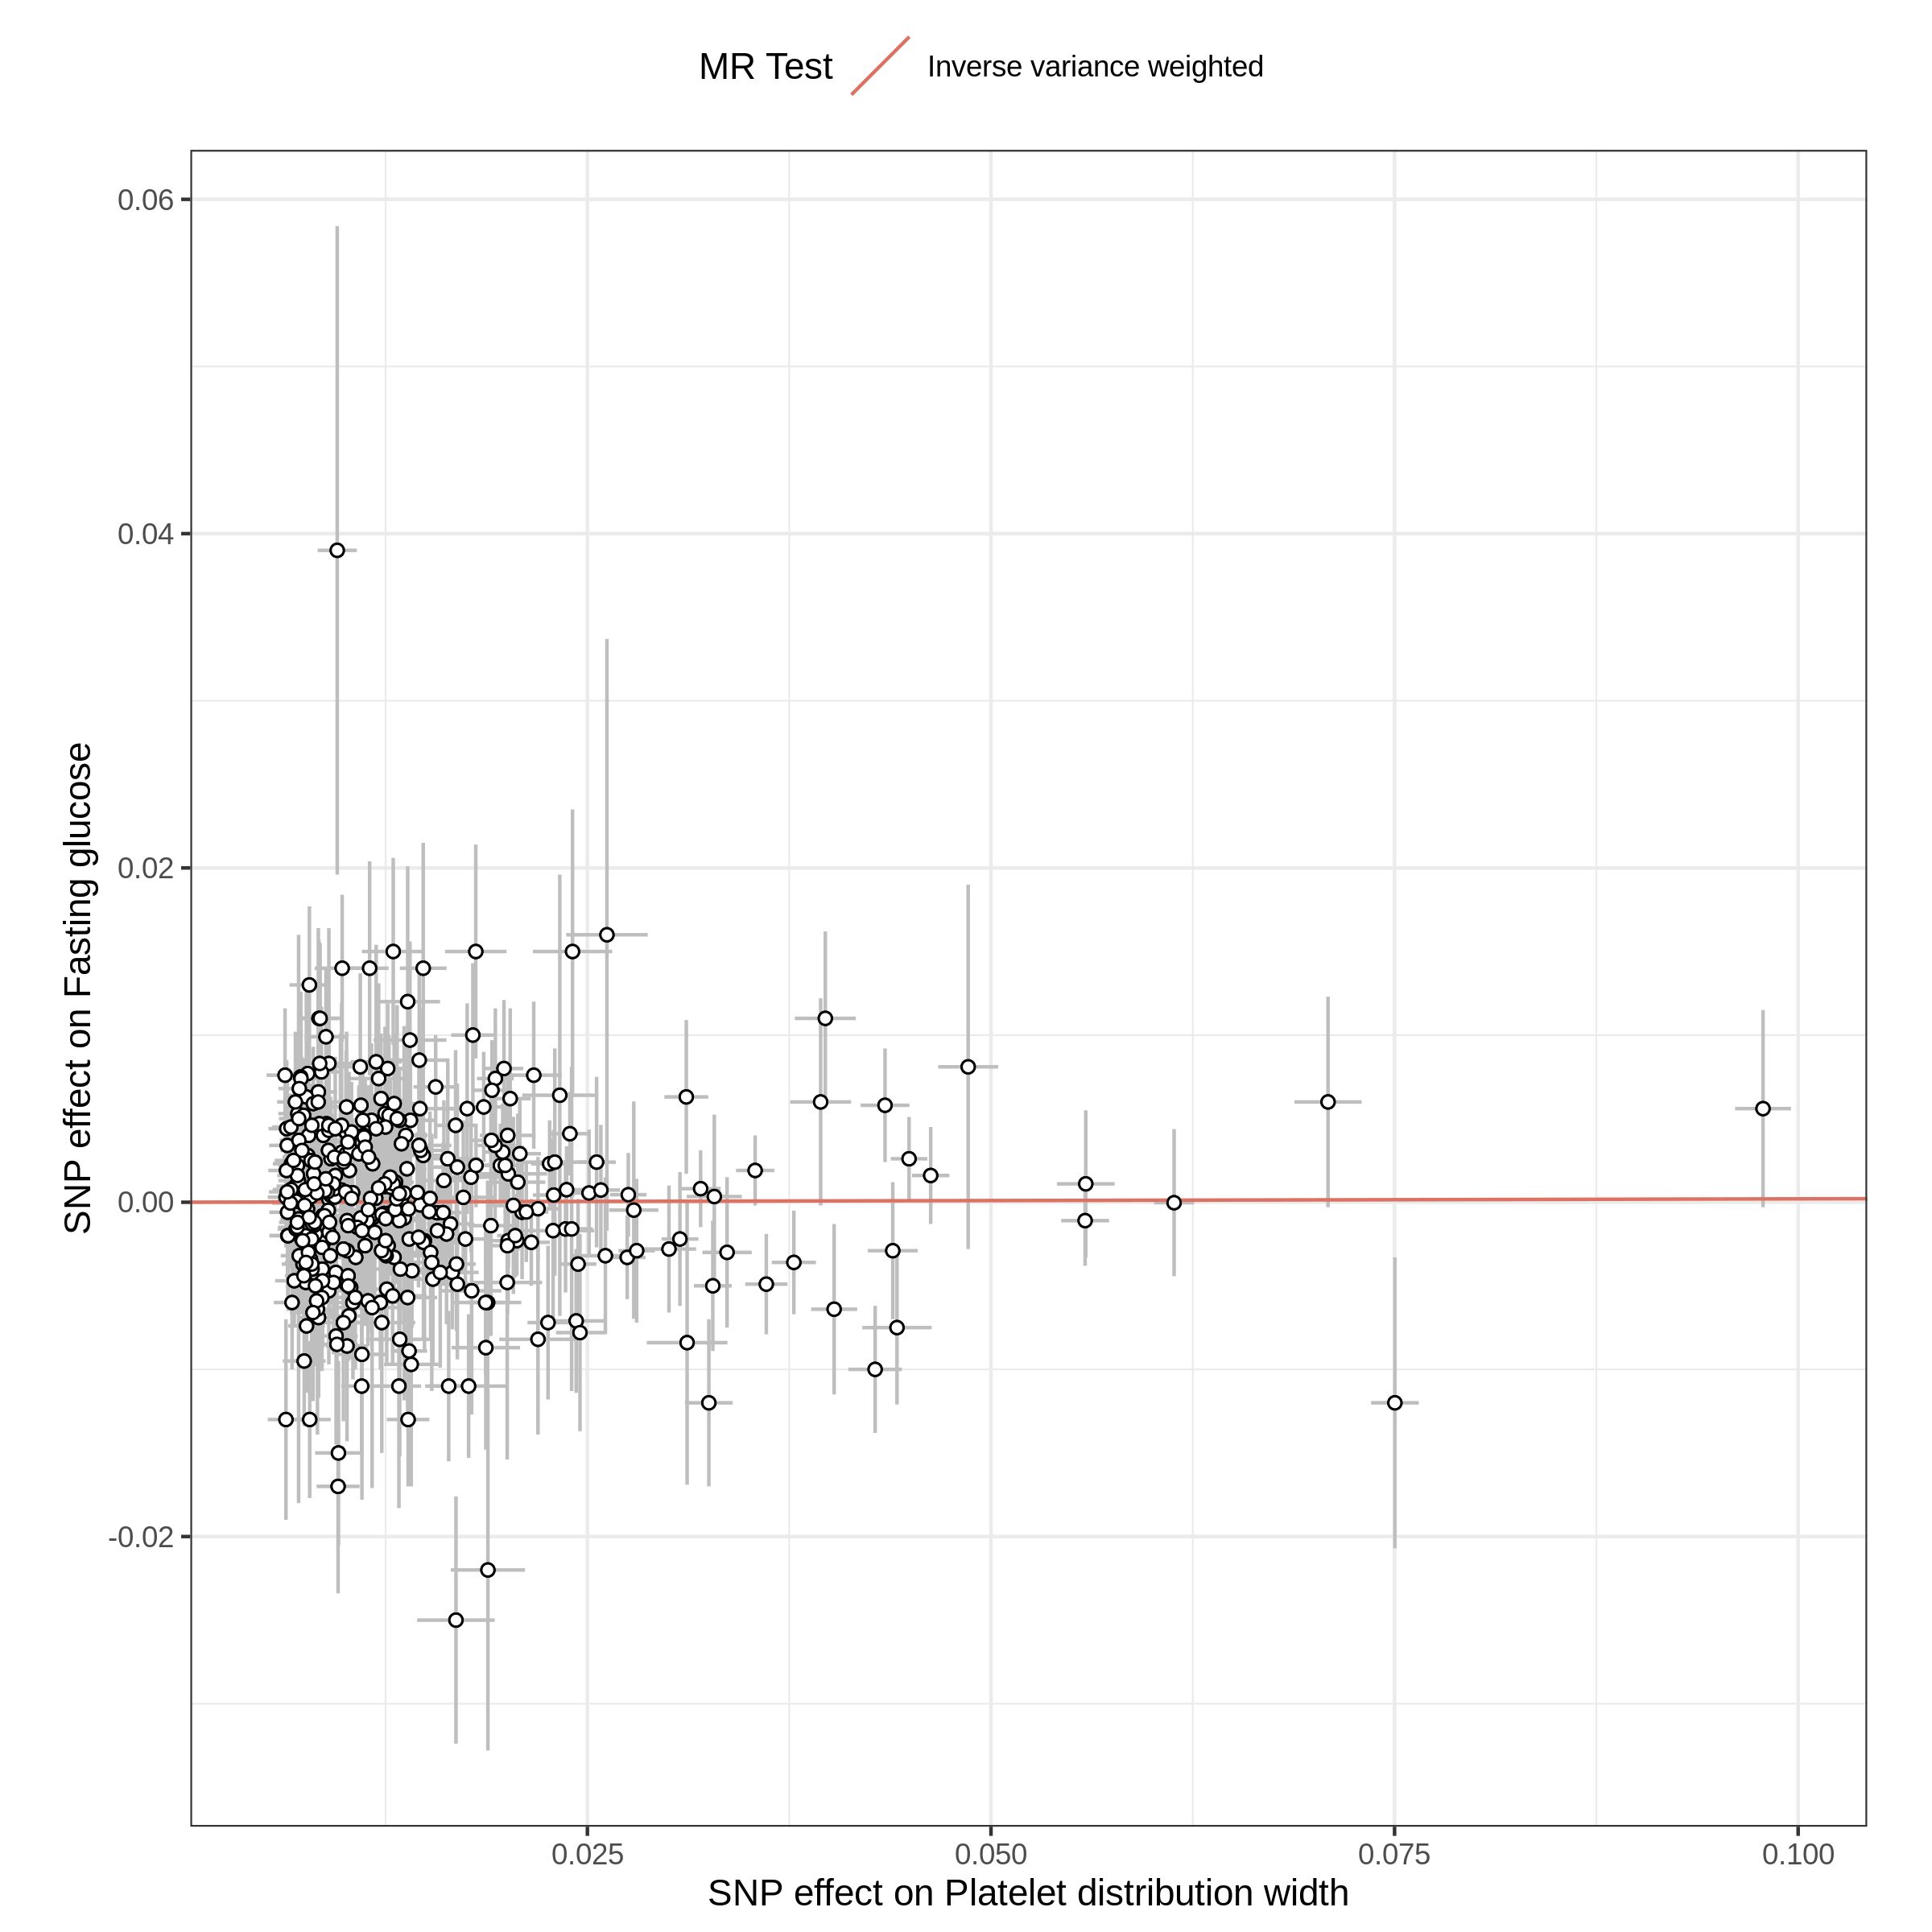 MR Test
Inverse variance weighted
0.06
0.04
0.02
0.00
-0.02
SNP effect on Fasting glucose
0.025
0.050
0.075
0.100
SNP effect on Platelet distribution width